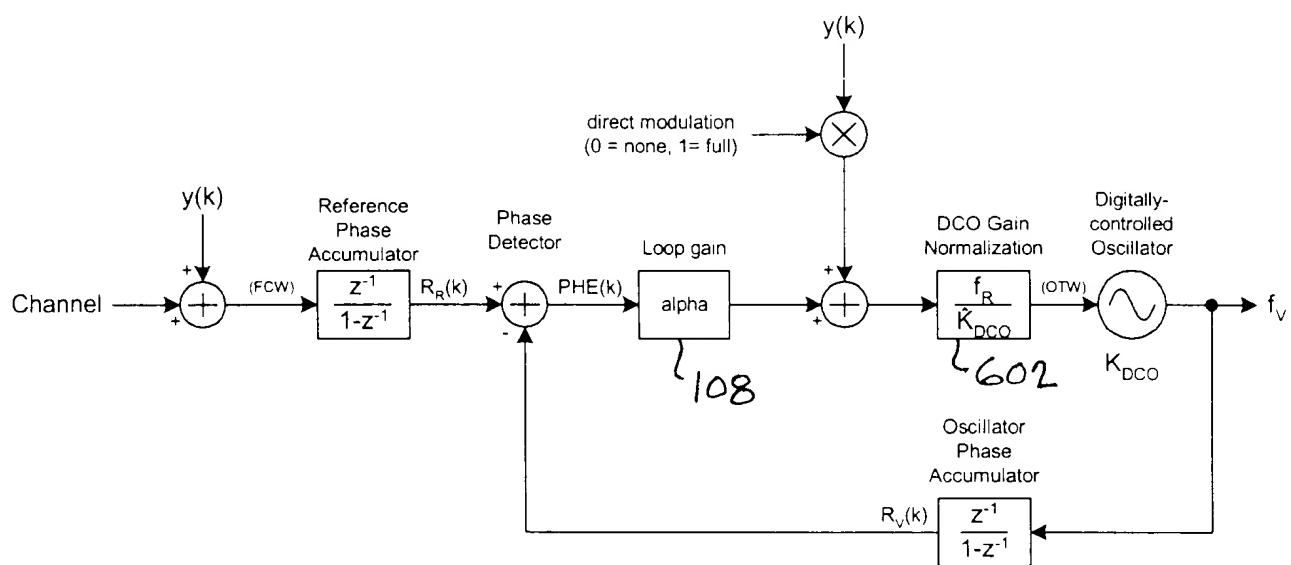 y(k)
direct modulation
(0 = none, 1= full)
y(k)
Reference
Phase
Accumulator
Phase
Detector
Loop gain
DCO Gain
Normalization
Digitally-
controlled
Oscillator
Channel
+
+
(FCW)
z⁻¹
1-z⁻¹
R_R(k)
+
-
PHE(k)
alpha
+
+
f_R
K̂_DCO
(OTW)
f_V
108
602
K_DCO
Oscillator
Phase
Accumulator
R_V(k)
z⁻¹
1-z⁻¹